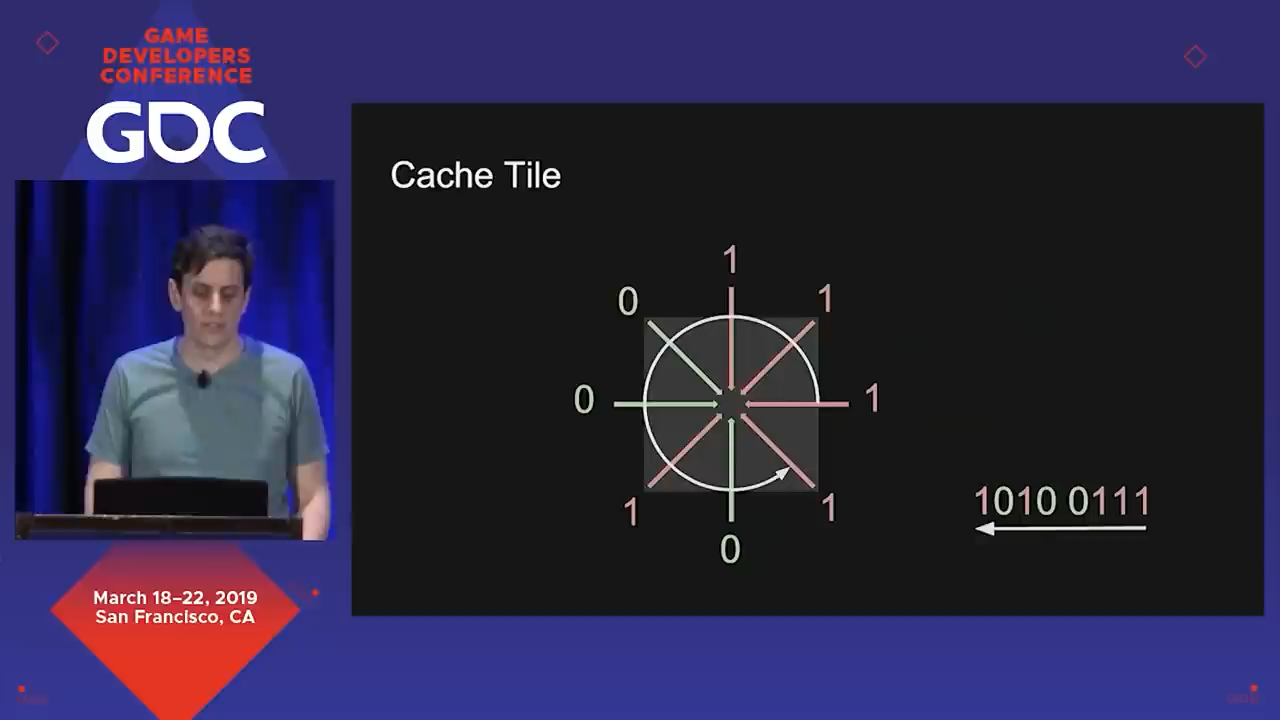 GAME
DEVELOPERS
CONFERENCE
GDC
Cache Tile
1
0
1
0
1
1
1
0
1010 0111
March 18–22, 2019
San Francisco, CA